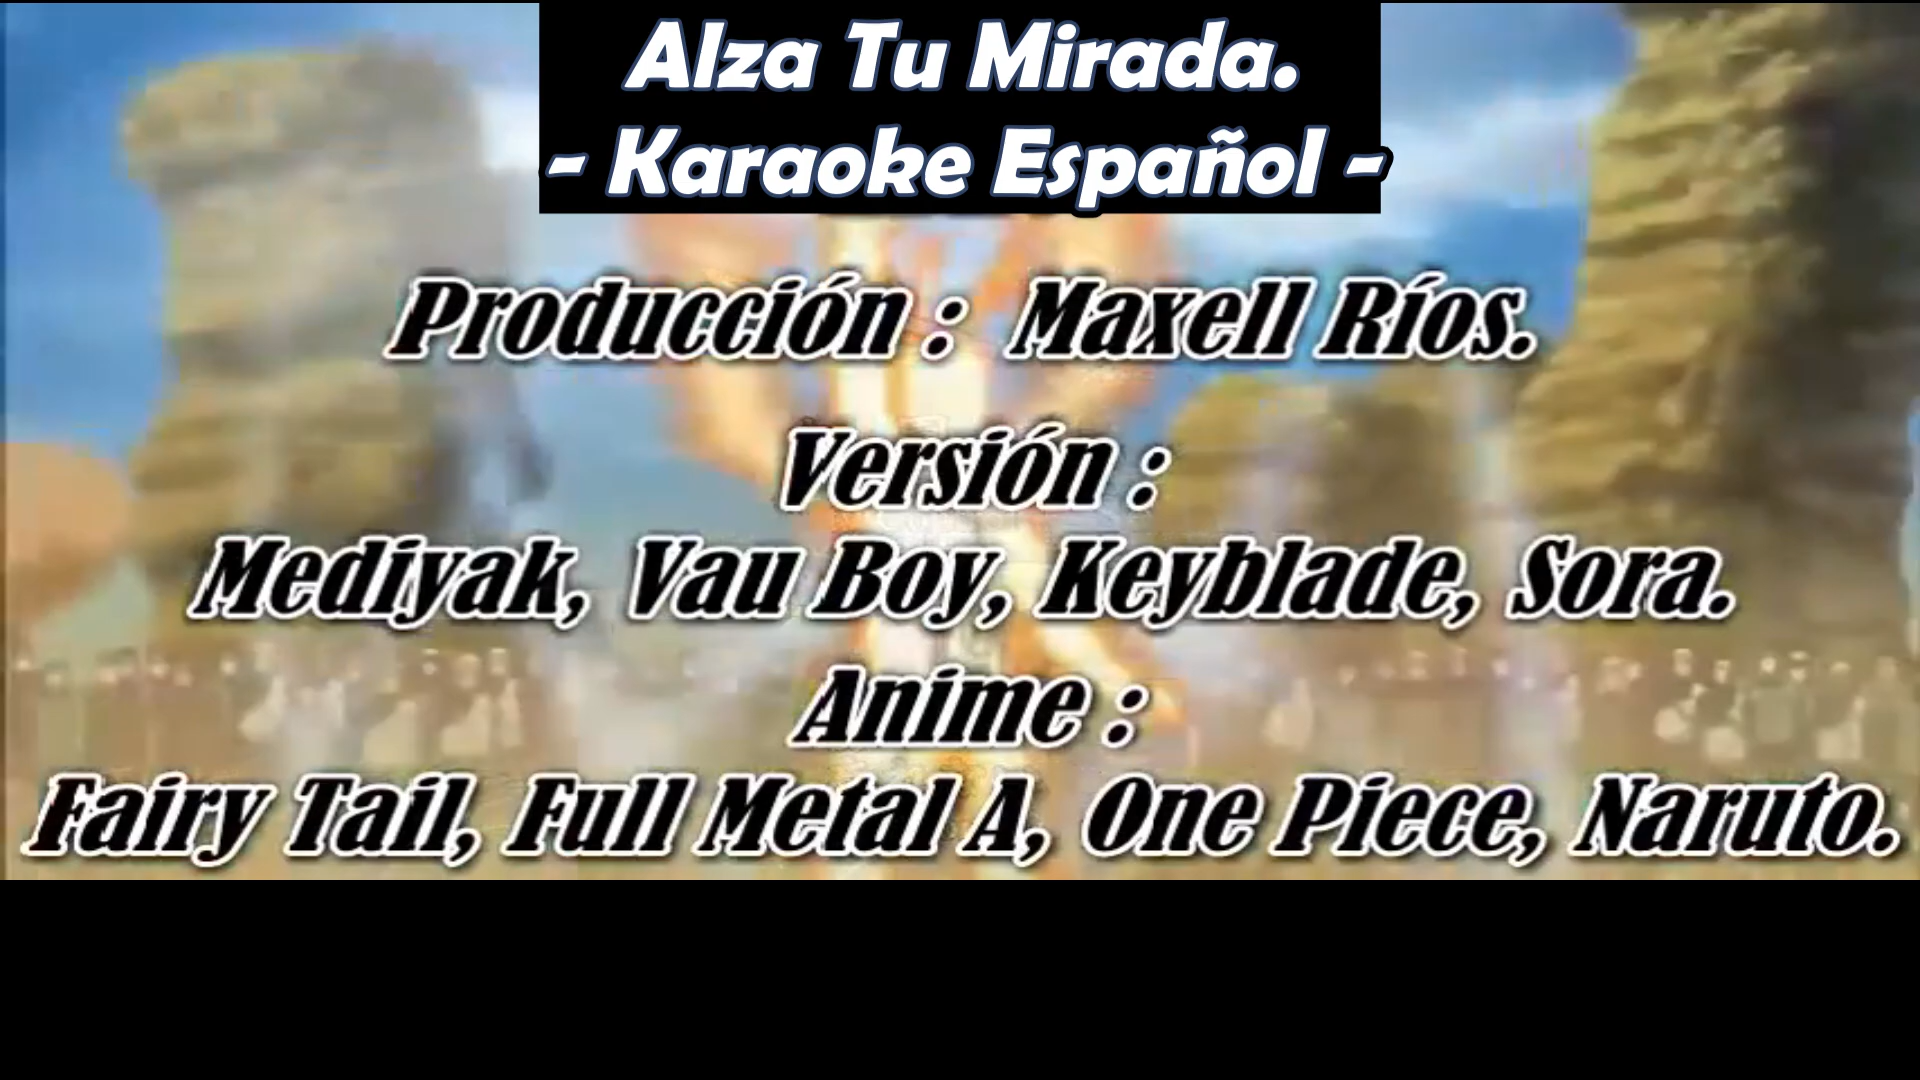 Alza Tu Mirada.
- Karaoke Español -
Producción : Maxell Ríos.
Versión :
Mediyak, Vau Boy, Keyblade, Sora.
Anime :
Fairy Tail, Full Metal A, One Piece, Naruto.